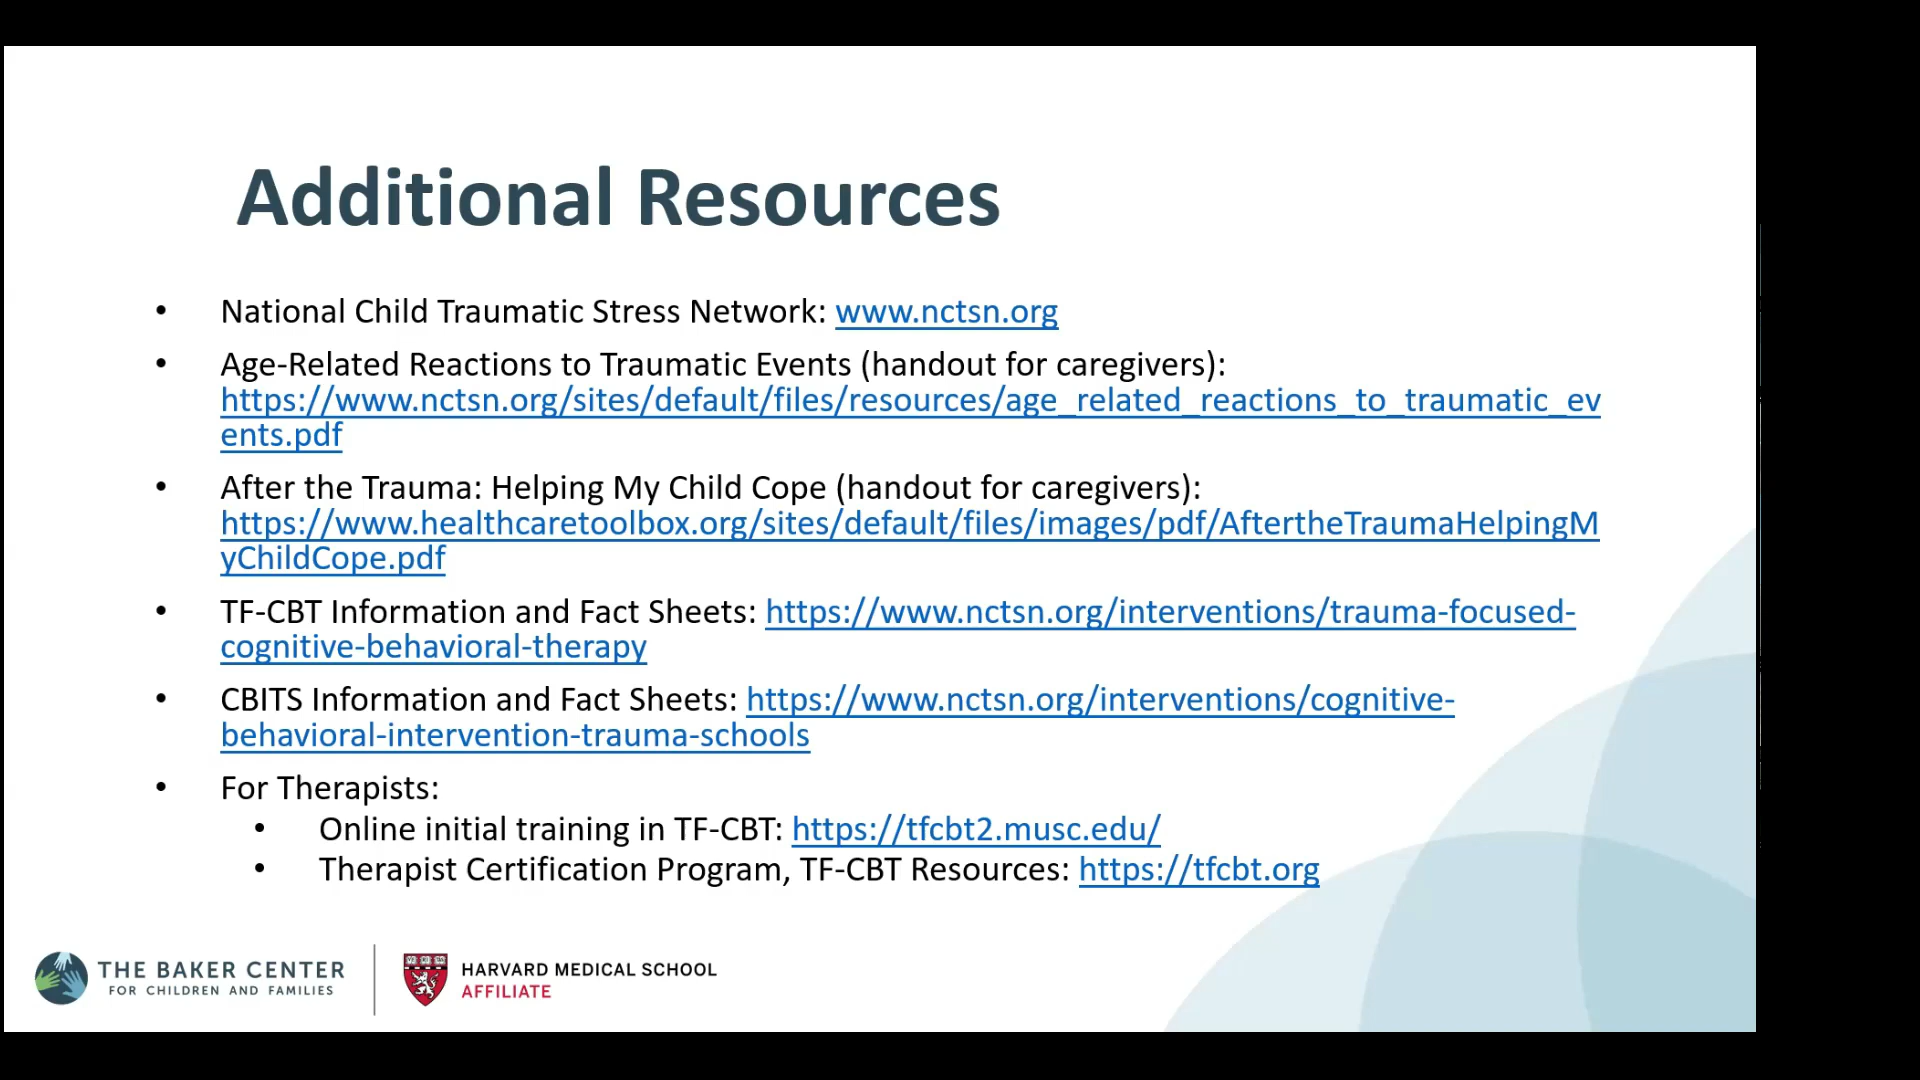 Additional Resources
• National Child Traumatic Stress Network: www.nctsn.org
• Age-Related Reactions to Traumatic Events (handout for caregivers):
https://www.nctsn.org/sites/default/files/resources/age_related_reactions_to_traumatic_ev
ents.pdf
• After the Trauma: Helping My Child Cope (handout for caregivers):
https://www.healthcaretoolbox.org/sites/default/files/images/pdf/AftertheTraumaHelpingM
yChildCope.pdf
• TF-CBT Information and Fact Sheets: https://www.nctsn.org/interventions/trauma-focused-
cognitive-behavioral-therapy
• CBITS Information and Fact Sheets: https://www.nctsn.org/interventions/cognitive-
behavioral-intervention-trauma-schools
• For Therapists:
• Online initial training in TF-CBT: https://tfcbt2.musc.edu/
• Therapist Certification Program, TF-CBT Resources: https://tfcbt.org
THE BAKER CENTER
FOR CHILDREN AND FAMILIES
HARVARD MEDICAL SCHOOL
AFFILIATE